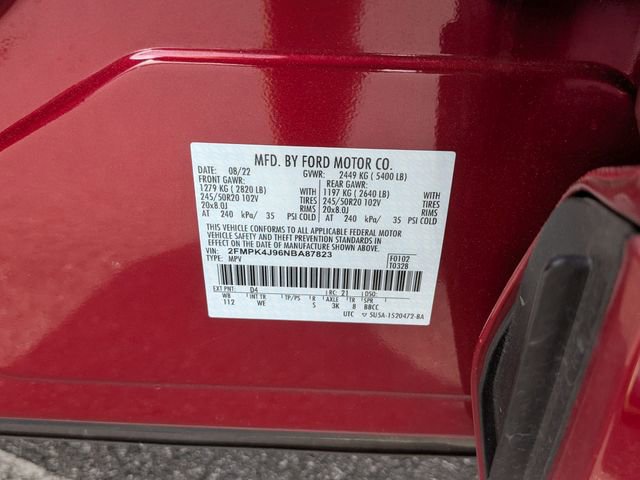 MFD. BY FORD MOTOR CO.
DATE: 08/22 GVWR: 2449 KG ( 5400 LB)
FRONT GAWR: REAR GAWR:
1279 KG ( 2820 LB) WITH 1197 KG ( 2640 LB) WITH
245/50R20 102V TIRES 245/50R20 102V TIRES
20x8.0J RIMS 20x8.0J RIMS
AT 240 kPa/ 35 PSI COLD AT 240 kPa/ 35 PSI COLD
THIS VEHICLE CONFORMS TO ALL APPLICABLE FEDERAL MOTOR
VEHICLE SAFETY AND THEFT PREVENTION STANDARDS IN
EFFECT ON THE DATE OF MANUFACTURE SHOWN ABOVE.
VIN: 2FMPK4J96NBA87823 F0102
TYPE: MPV T0328
EXT PNT: D4 RC: 21 DSO:
WB INT TR TP/PS R AXLE TR SPR
112 WE 5 3K 8 BBCC
UTC ▽ SU5A-1520472-BA